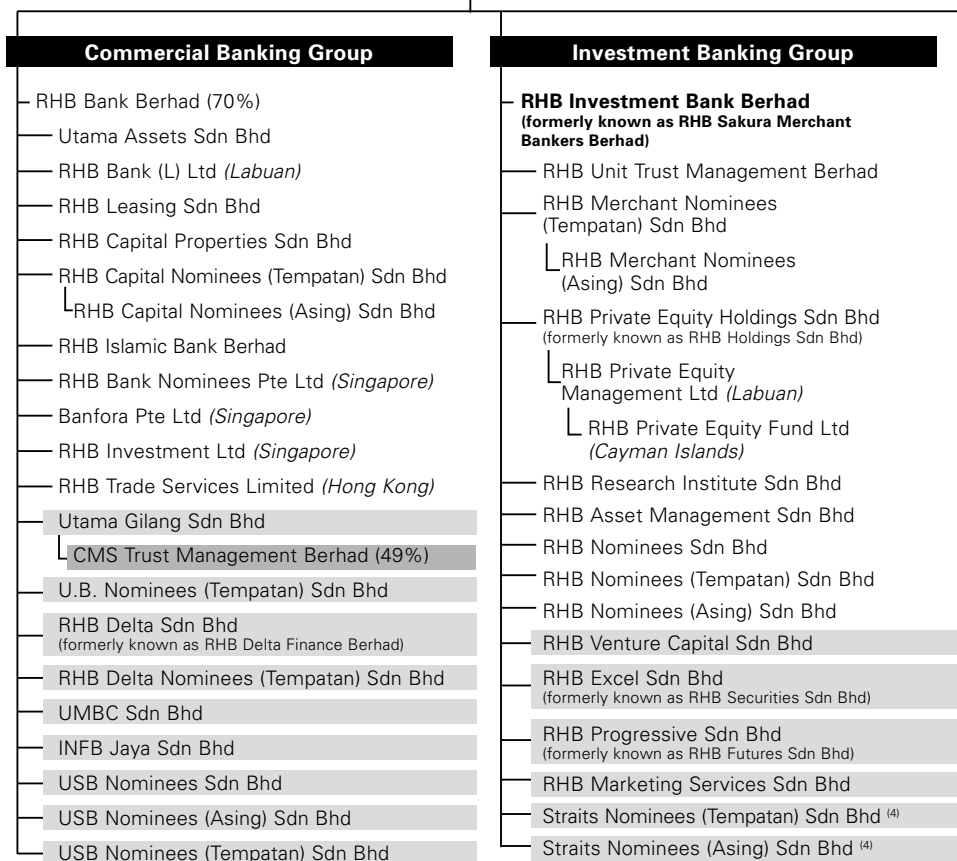 Commercial Banking Group
RHB Bank Berhad (70%)
Utama Assets Sdn Bhd
RHB Bank (L) Ltd (Labuan)
RHB Leasing Sdn Bhd
RHB Capital Properties Sdn Bhd
RHB Capital Nominees (Tempatan) Sdn Bhd
RHB Capital Nominees (Asing) Sdn Bhd
RHB Islamic Bank Berhad
RHB Bank Nominees Pte Ltd (Singapore)
Banfora Pte Ltd (Singapore)
RHB Investment Ltd (Singapore)
RHB Trade Services Limited (Hong Kong)
Utama Gilang Sdn Bhd
CMS Trust Management Berhad (49%)
U.B. Nominees (Tempatan) Sdn Bhd
RHB Delta Sdn Bhd
(formerly known as RHB Delta Finance Berhad)
RHB Delta Nominees (Tempatan) Sdn Bhd
UMBC Sdn Bhd
INFB Jaya Sdn Bhd
USB Nominees Sdn Bhd
USB Nominees (Asing) Sdn Bhd
USB Nominees (Tempatan) Sdn Bhd
Investment Banking Group
RHB Investment Bank Berhad
(formerly known as RHB Sakura Merchant
Bankers Berhad)
RHB Unit Trust Management Berhad
RHB Merchant Nominees
(Tempatan) Sdn Bhd
RHB Merchant Nominees
(Asing) Sdn Bhd
RHB Private Equity Holdings Sdn Bhd
(formerly known as RHB Holdings Sdn Bhd)
RHB Private Equity
Management Ltd (Labuan)
RHB Private Equity Fund Ltd
(Cayman Islands)
RHB Research Institute Sdn Bhd
RHB Asset Management Sdn Bhd
RHB Nominees Sdn Bhd
RHB Nominees (Tempatan) Sdn Bhd
RHB Nominees (Asing) Sdn Bhd
RHB Venture Capital Sdn Bhd
RHB Excel Sdn Bhd
(formerly known as RHB Securities Sdn Bhd)
RHB Progressive Sdn Bhd
(formerly known as RHB Futures Sdn Bhd)
RHB Marketing Services Sdn Bhd
Straits Nominees (Tempatan) Sdn Bhd (4)
Straits Nominees (Asing) Sdn Bhd (4)